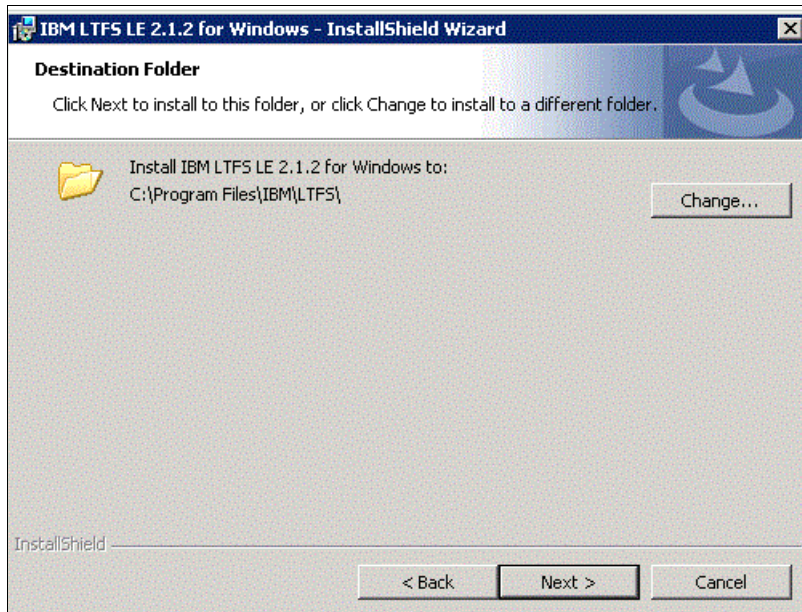 IBM LTFS LE 2.1.2 for Windows - InstallShield Wizard
Destination Folder
Click Next to install to this folder, or click Change to install to a different folder.
Install IBM LTFS LE 2.1.2 for Windows to:
C:\Program Files\IBM\LTFS\
Change...
InstallShield
< Back
Next >
Cancel